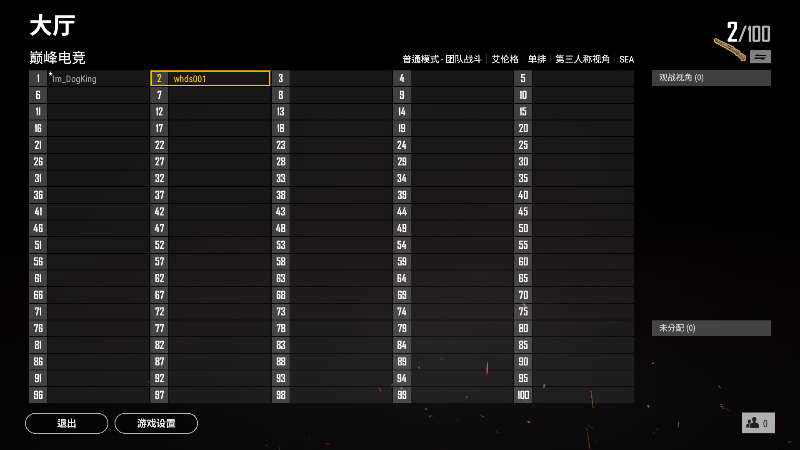 大厅
2/100
巅峰电竞
普通模式 - 团队战斗 艾伦格 单排 第三人称视角 SEA
1 *Im_DogKing 2 whds001 3 4 5 观战视角 (0)
6 7 8 9 10
11 12 13 14 15
16 17 18 19 20
21 22 23 24 25
26 27 28 29 30
31 32 33 34 35
36 37 38 39 40
41 42 43 44 45
46 47 48 49 50
51 52 53 54 55
56 57 58 59 60
61 62 63 64 65
66 67 68 69 70
71 72 73 74 75
76 77 78 79 80 未分配 (0)
81 82 83 84 85
86 87 88 89 90
91 92 93 94 95
96 97 98 99 100
退出 游戏设置 0